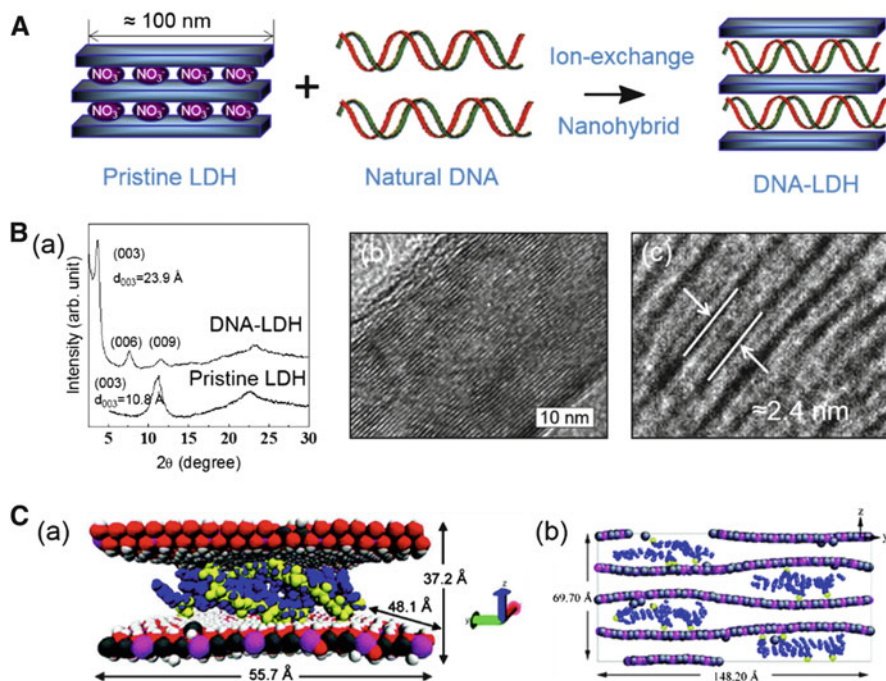 A
≈ 100 nm
NO₃⁻ NO₃⁻ NO₃⁻ NO₃⁻
NO₃⁻ NO₃⁻ NO₃⁻ NO₃⁻
+
Ion-exchange
Nanohybrid
Pristine LDH
Natural DNA
DNA-LDH
B
(a)
Intensity (arb. unit)
(003)
d₀₀₃=23.9 Å
DNA-LDH
(006) (009)
(003)
d₀₀₃=10.8 Å
Pristine LDH
5 10 15 20 25 30
2θ (degree)
(b)
10 nm
(c)
≈2.4 nm
C
(a)
37.2 Å
48.1 Å
55.7 Å
z
y
(b)
z
y
69.70 Å
148.20 Å